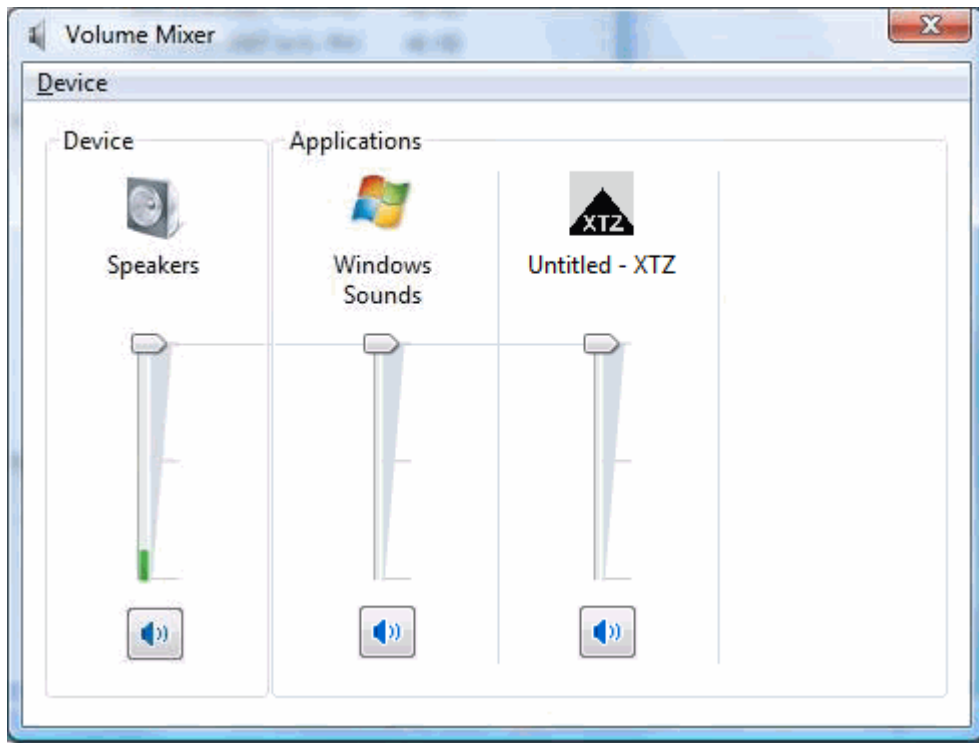 Volume Mixer
Device
Device
Applications
Speakers
Windows
Sounds
XTZ
Untitled - XTZ